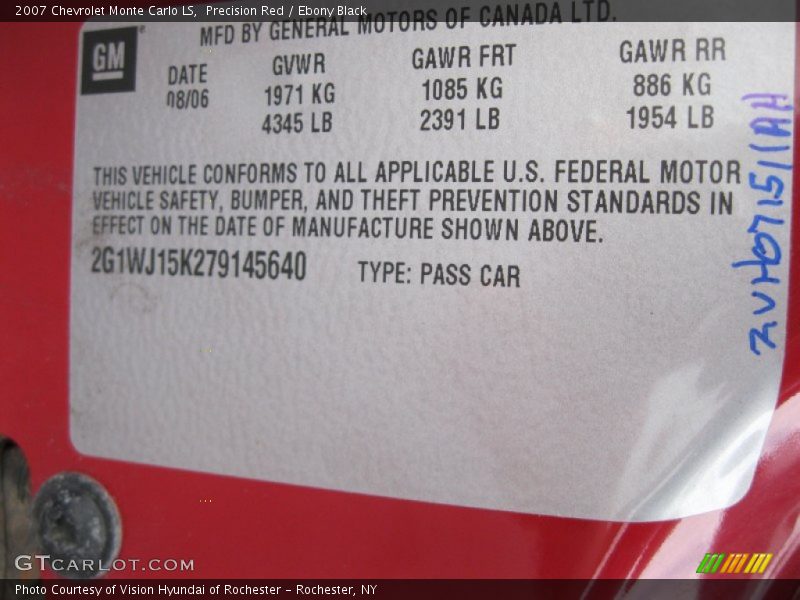 2007 Chevrolet Monte Carlo LS, Precision Red / Ebony Black
MFD BY GENERAL MOTORS OF CANADA LTD.
GM
DATE GVWR GAWR FRT GAWR RR
08/06 1971 KG 1085 KG 886 KG
4345 LB 2391 LB 1954 LB
THIS VEHICLE CONFORMS TO ALL APPLICABLE U.S. FEDERAL MOTOR
VEHICLE SAFETY, BUMPER, AND THEFT PREVENTION STANDARDS IN
EFFECT ON THE DATE OF MANUFACTURE SHOWN ABOVE.
2G1WJ15K279145640 TYPE: PASS CAR
GTCARLOT.COM
Photo Courtesy of Vision Hyundai of Rochester – Rochester, NY